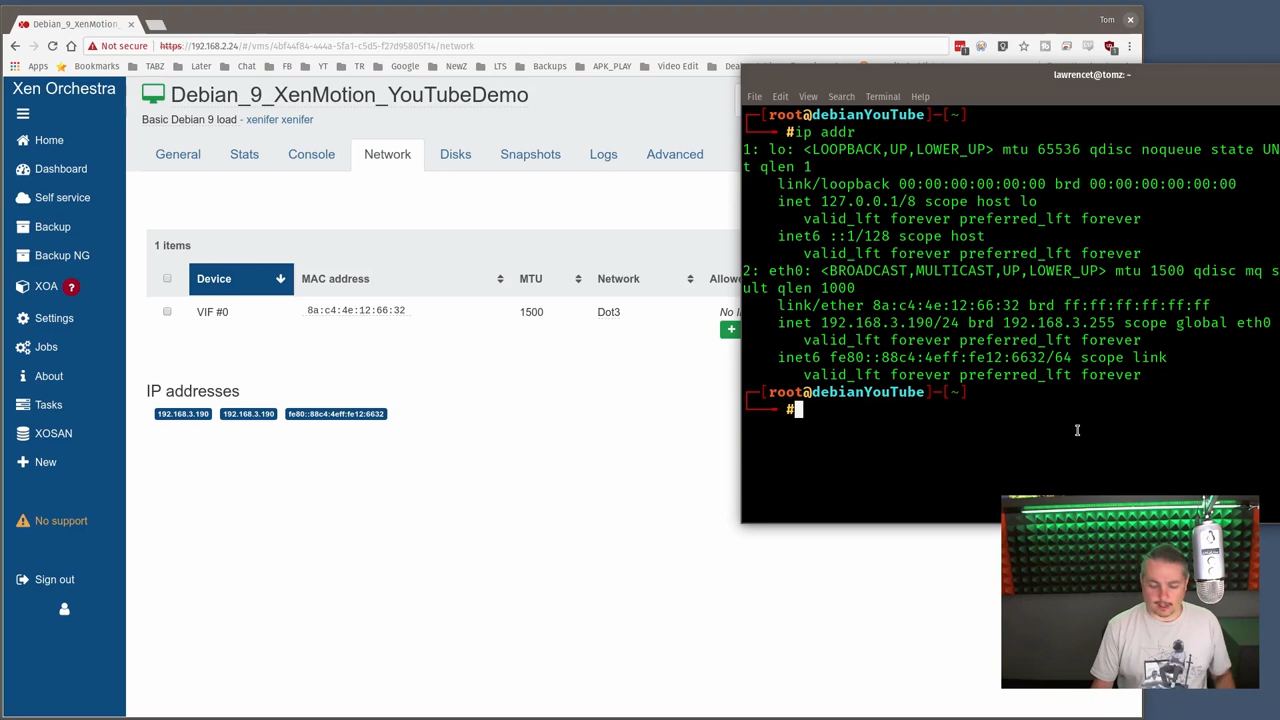 Debian_9_XenMotion_
Tom
Not secure
https://192.168.2.24/#/vms/4bf44f84-444a-5fa1-c5d5-f27d95805f14/network
Apps
Bookmarks
TABZ
Later
Chat
FB
YT
TR
Google
NewZ
LTS
Backups
APK_PLAY
Video Edit
Xen Orchestra
Home
Dashboard
Self service
Backup
Backup NG
XOA ?
Settings
Jobs
About
Tasks
XOSAN
New
No support
Sign out
Debian_9_XenMotion_YouTubeDemo
Basic Debian 9 load - xenifer xenifer
General
Stats
Console
Network
Disks
Snapshots
Logs
Advanced
1 items
Device
MAC address
MTU
Network
VIF #0
8a:c4:4e:12:66:32
1500
Dot3
IP addresses
192.168.3.190
192.168.3.190
fe80::88c4:4eff:fe12:6632
lawrencet@tomz: ~
File Edit View Search Terminal Help
[root@debianYouTube]─[~]
#ip addr
1: lo: <LOOPBACK,UP,LOWER_UP> mtu 65536 qdisc noqueue state UN
t qlen 1
link/loopback 00:00:00:00:00:00 brd 00:00:00:00:00:00
inet 127.0.0.1/8 scope host lo
valid_lft forever preferred_lft forever
inet6 ::1/128 scope host
valid_lft forever preferred_lft forever
2: eth0: <BROADCAST,MULTICAST,UP,LOWER_UP> mtu 1500 qdisc mq s
ult qlen 1000
link/ether 8a:c4:4e:12:66:32 brd ff:ff:ff:ff:ff:ff
inet 192.168.3.190/24 brd 192.168.3.255 scope global eth0
valid_lft forever preferred_lft forever
inet6 fe80::88c4:4eff:fe12:6632/64 scope link
valid_lft forever preferred_lft forever
[root@debianYouTube]─[~]
#